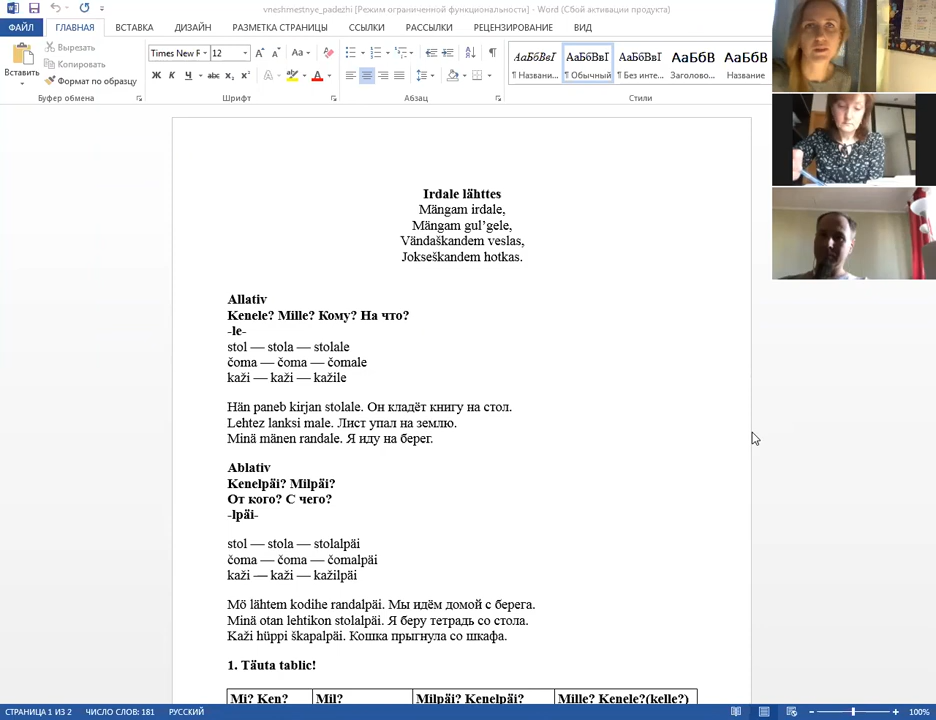 vneshmestnye_padezhi [Режим ограниченной функциональности] - Word (Сбой активации продукта)
ФАЙЛ ГЛАВНАЯ ВСТАВКА ДИЗАЙН РАЗМЕТКА СТРАНИЦЫ ССЫЛКИ РАССЫЛКИ РЕЦЕНЗИРОВАНИЕ ВИД
Вставить
Вырезать
Копировать
Формат по образцу
Буфер обмена
Times New F 12
Шрифт
Абзац
АаБбВвГ АаБбВвГ АаБбВвГ АаБбВ АаБбВ
¶ Названи... ¶ Обычный ¶ Без инте... Заголово... Название
Стили
Irdale lähttes
Mängam irdale,
Mängam gul’gele,
Vändaškandem veslas,
Jokseškandem hotkas.
Allativ
Kenele? Mille? Кому? На что?
-le-
stol — stola — stolale
čoma — čoma — čomale
kaži — kaži — kažile
Hän paneb kirjan stolale. Он кладёт книгу на стол.
Lehtez lanksi male. Лист упал на землю.
Minä mänen randale. Я иду на берег.
Ablativ
Kenelpäi? Milpäi?
От кого? С чего?
-lpäi-
stol — stola — stolalpäi
čoma — čoma — čomalpäi
kaži — kaži — kažilpäi
Mö lähtem kodihe randalpäi. Мы идём домой с берега.
Minä otan lehtikon stolalpäi. Я беру тетрадь со стола.
Kaži hüppi škapalpäi. Кошка прыгнула со шкафа.
1. Täuta tablic!
Mi? Ken? Mil? Milpäi? Kenelpäi? Mille? Kenele?(kelle?)
СТРАНИЦА 1 ИЗ 2 ЧИСЛО СЛОВ: 181 РУССКИЙ 100%